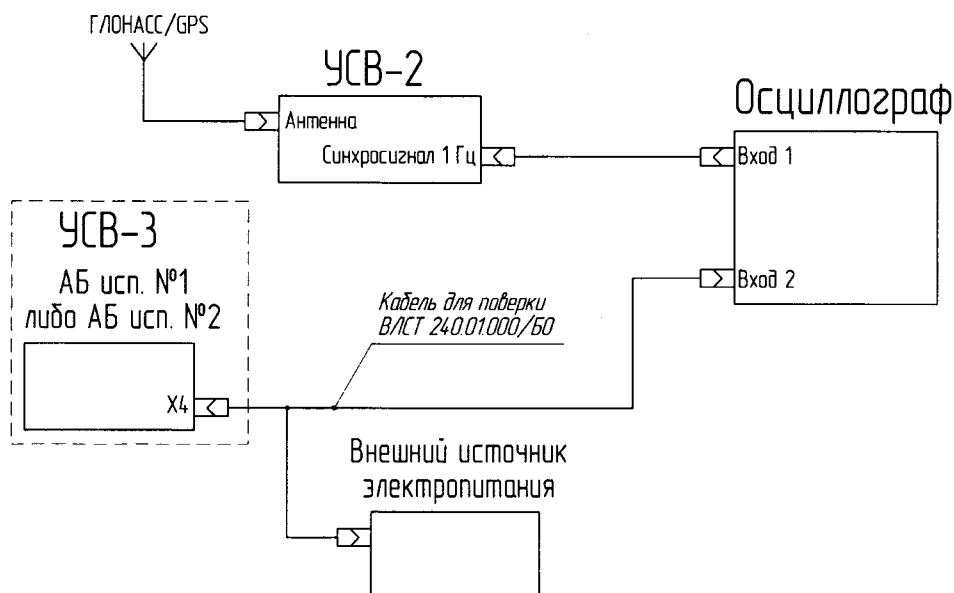 ГЛОНАСС/GPS
УСВ-2
Антенна
Синхросигнал 1 Гц
Осциллограф
Вход 1
Вход 2
УСВ-3
АБ исп. №1
либо АБ исп. №2
X4
Кабель для поверки
ВЛСТ 240.01.000/БО
Внешний источник
электропитания